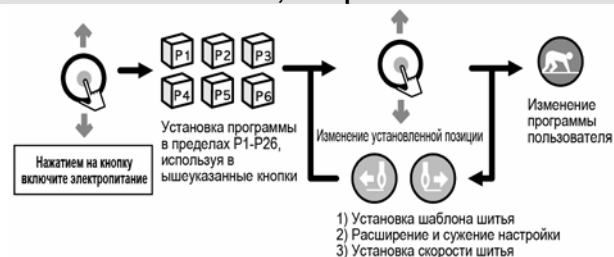 P1 P2 P3
P4 P5 P6
Нажатием на кнопку
включите электропитание
Установка программы
в пределах P1-P26,
используя в
ышеуказанные кнопки
Изменение установленной позиции
1) Установка шаблона шитья
2) Расширение и сужение настройки
3) Установка скорости шитья
Изменение
программы
пользователя